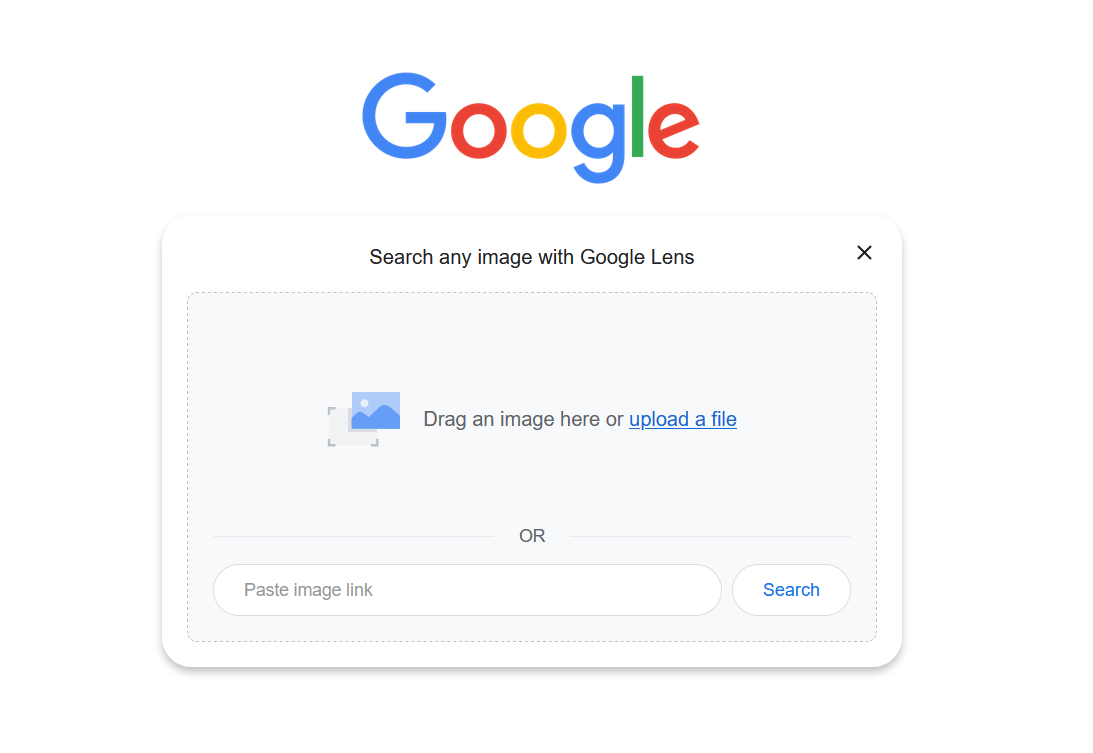 Google
Search any image with Google Lens
Drag an image here or upload a file
OR
Paste image link
Search